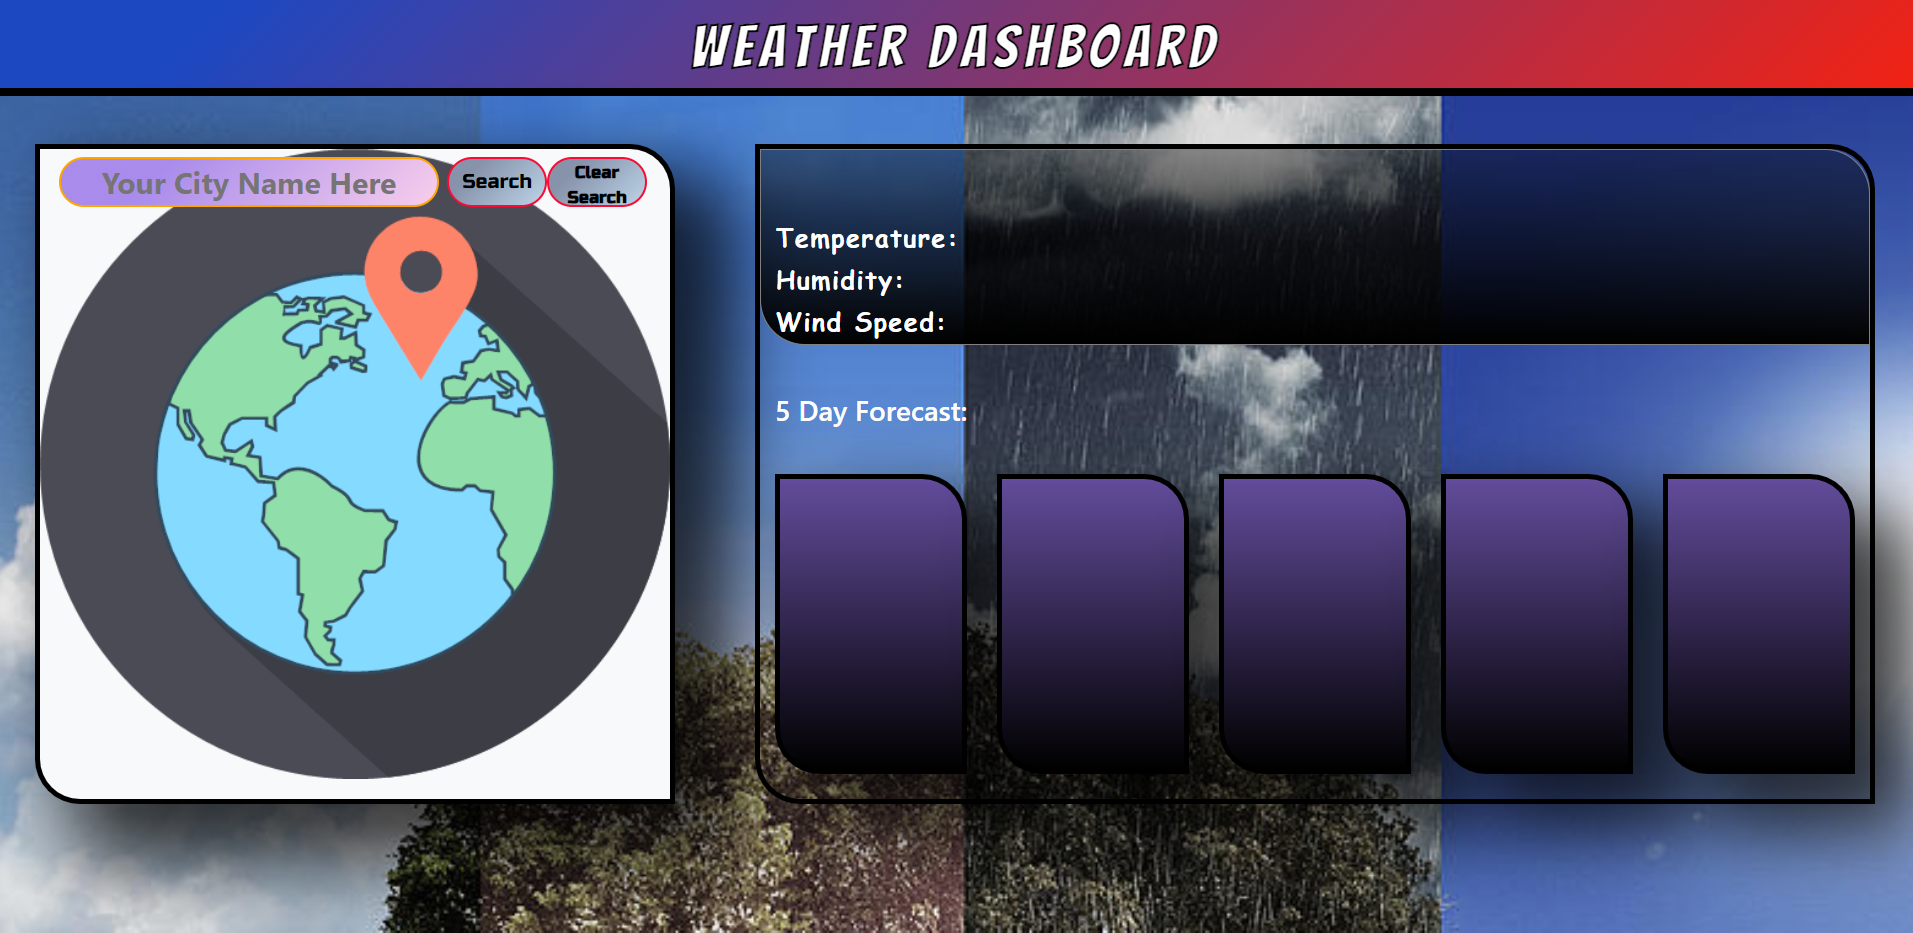 WEATHER DASHBOARD
Your City Name Here
Search
Clear
Search
Temperature:
Humidity:
Wind Speed:
5 Day Forecast: